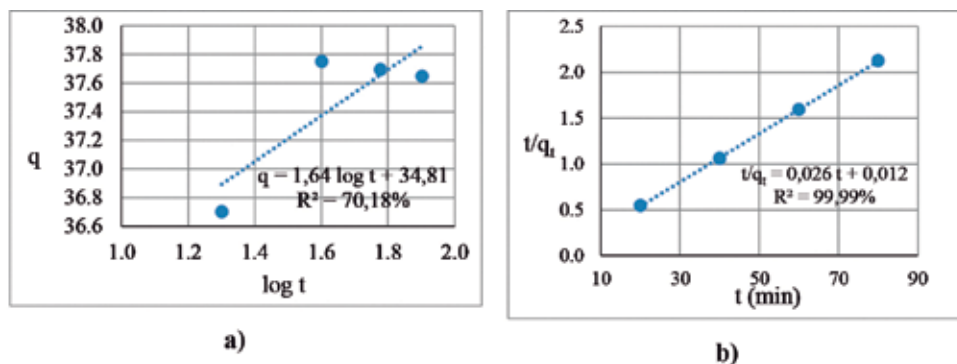 38.0
37.8
37.6
37.4
37.2
37.0
36.8
36.6
q
q = 1,64 log t + 34,81
R² = 70,18%
1.0 1.2 1.4 1.6 1.8 2.0
log t
a)
2.5
2.0
1.5
1.0
0.5
0.0
t/qt
t/qt = 0,026 t + 0,012
R² = 99,99%
10 30 50 70 90
t (min)
b)